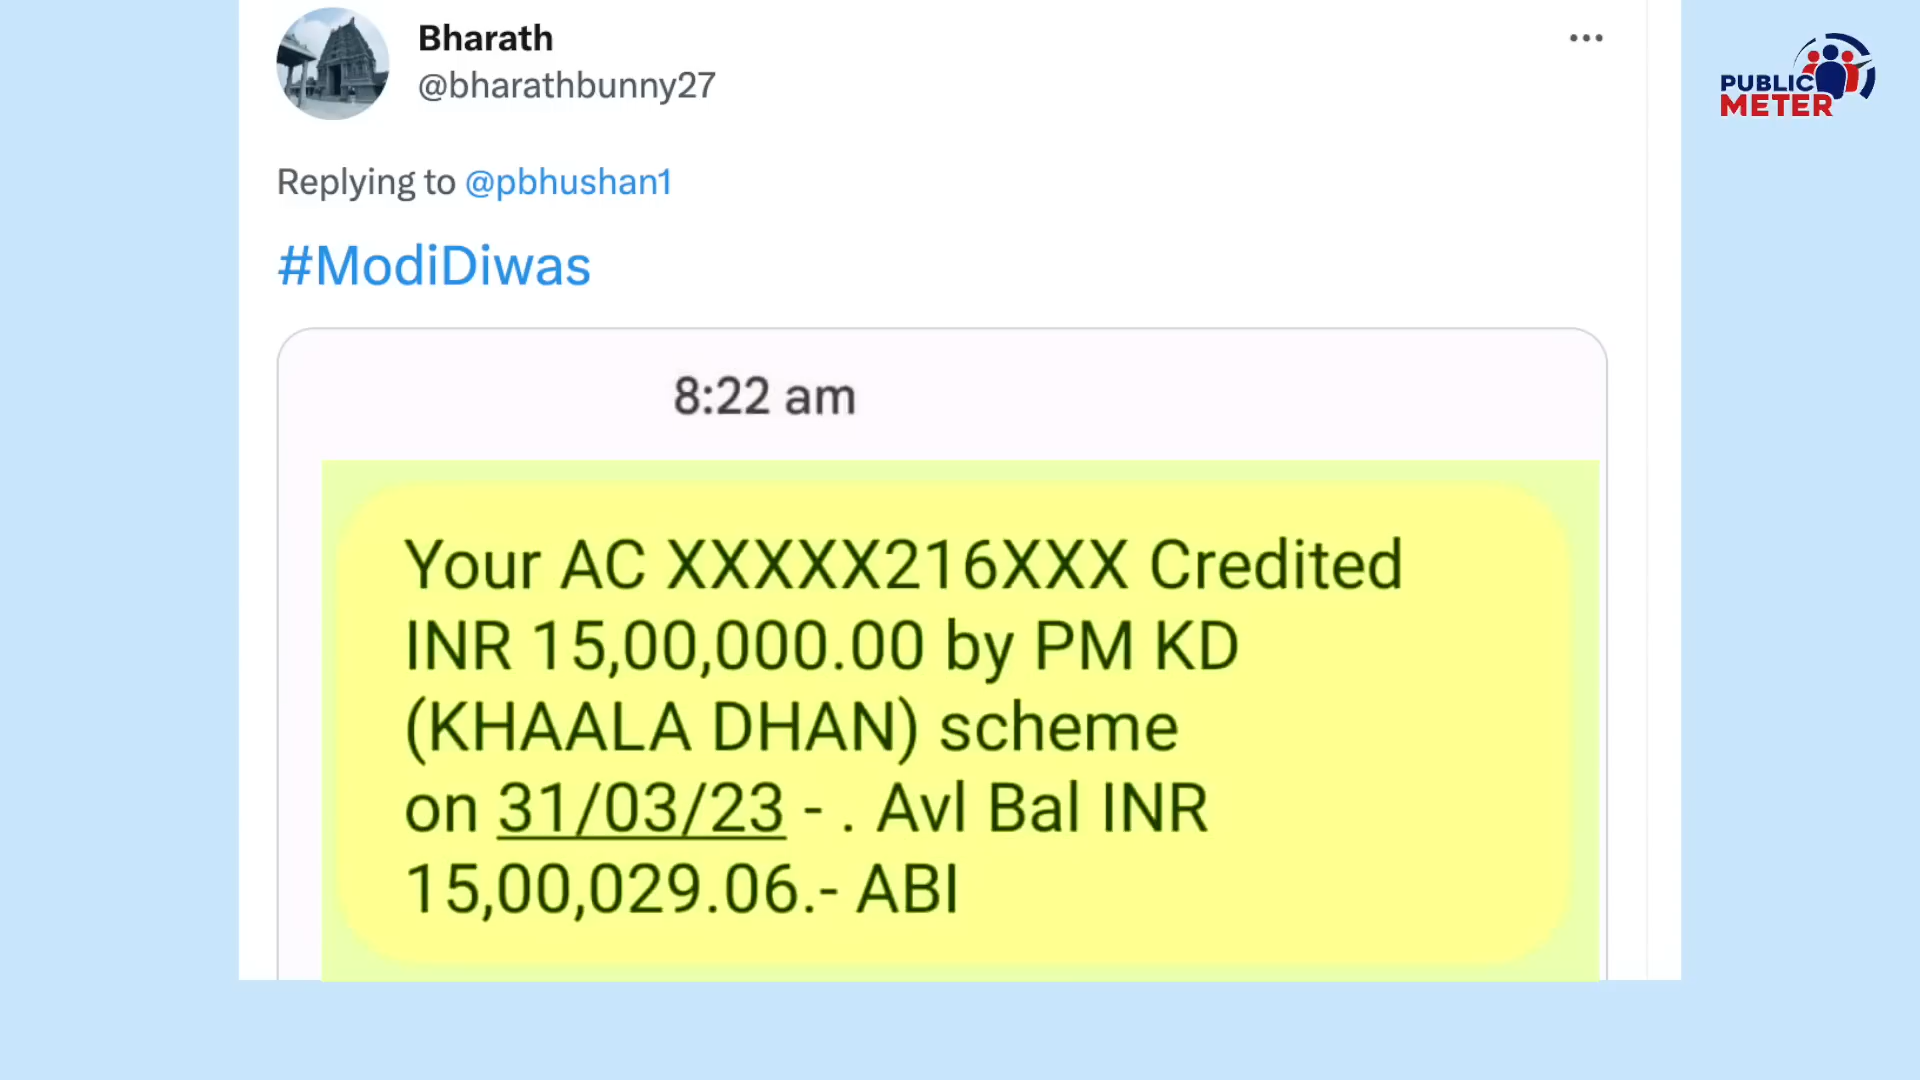 Bharath
@bharathbunny27
PUBLIC
METER
Replying to @pbhushan1
#ModiDiwas
8:22 am
Your AC XXXXX216XXX Credited
INR 15,00,000.00 by PM KD
(KHAALA DHAN) scheme
on 31/03/23 - . Avl Bal INR
15,00,029.06.- ABI